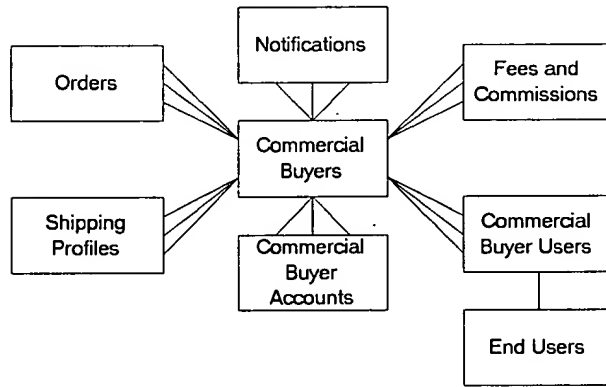 Notifications
Orders
Fees and
Commissions
Commercial
Buyers
Shipping
Profiles
Commercial
Buyer
Accounts
Commercial
Buyer Users
End Users